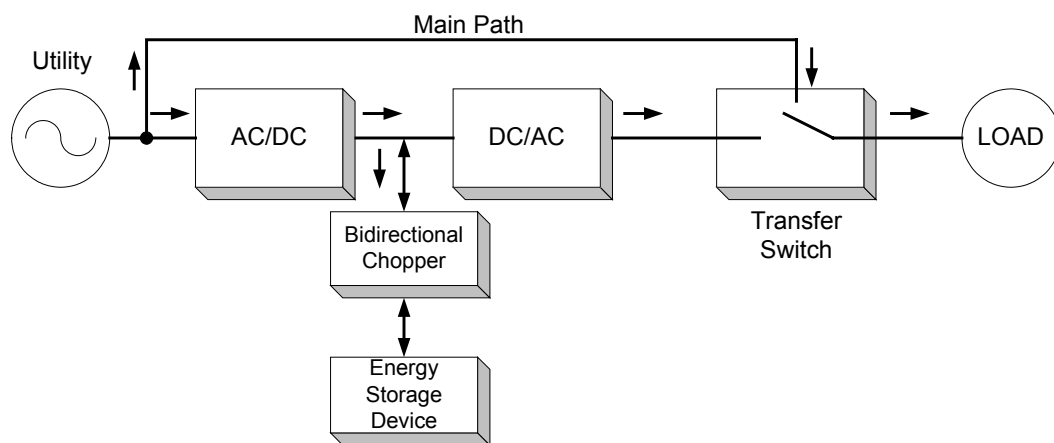 Main Path
Utility
AC/DC
DC/AC
LOAD
Transfer
Switch
Bidirectional
Chopper
Energy
Storage
Device